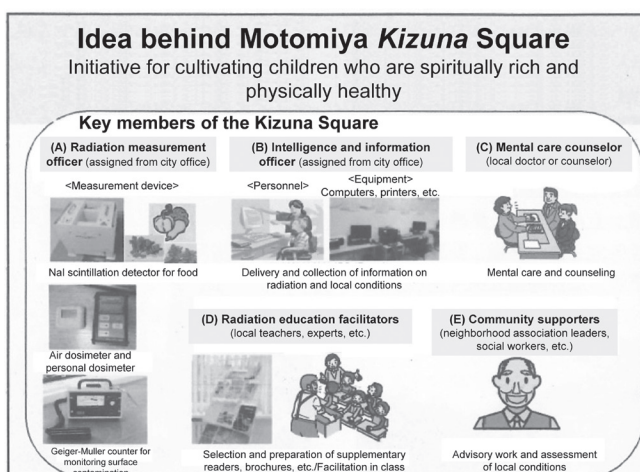 Idea behind Motomiya Kizuna Square
Initiative for cultivating children who are spiritually rich and
physically healthy
Key members of the Kizuna Square
(A) Radiation measurement
officer (assigned from city office)
<Measurement device>
NaI scintillation detector for food
Air dosimeter and
personal dosimeter
Geiger-Muller counter for
monitoring surface
(B) Intelligence and information
officer (assigned from city office)
<Personnel>
<Equipment>
Computers, printers, etc.
Delivery and collection of information on
radiation and local conditions
(C) Mental care counselor
(local doctor or counselor)
Mental care and counseling
(D) Radiation education facilitators
(local teachers, experts, etc.)
Selection and preparation of supplementary
readers, brochures, etc./Facilitation in class
(E) Community supporters
(neighborhood association leaders,
social workers, etc.)
Advisory work and assessment
of local conditions